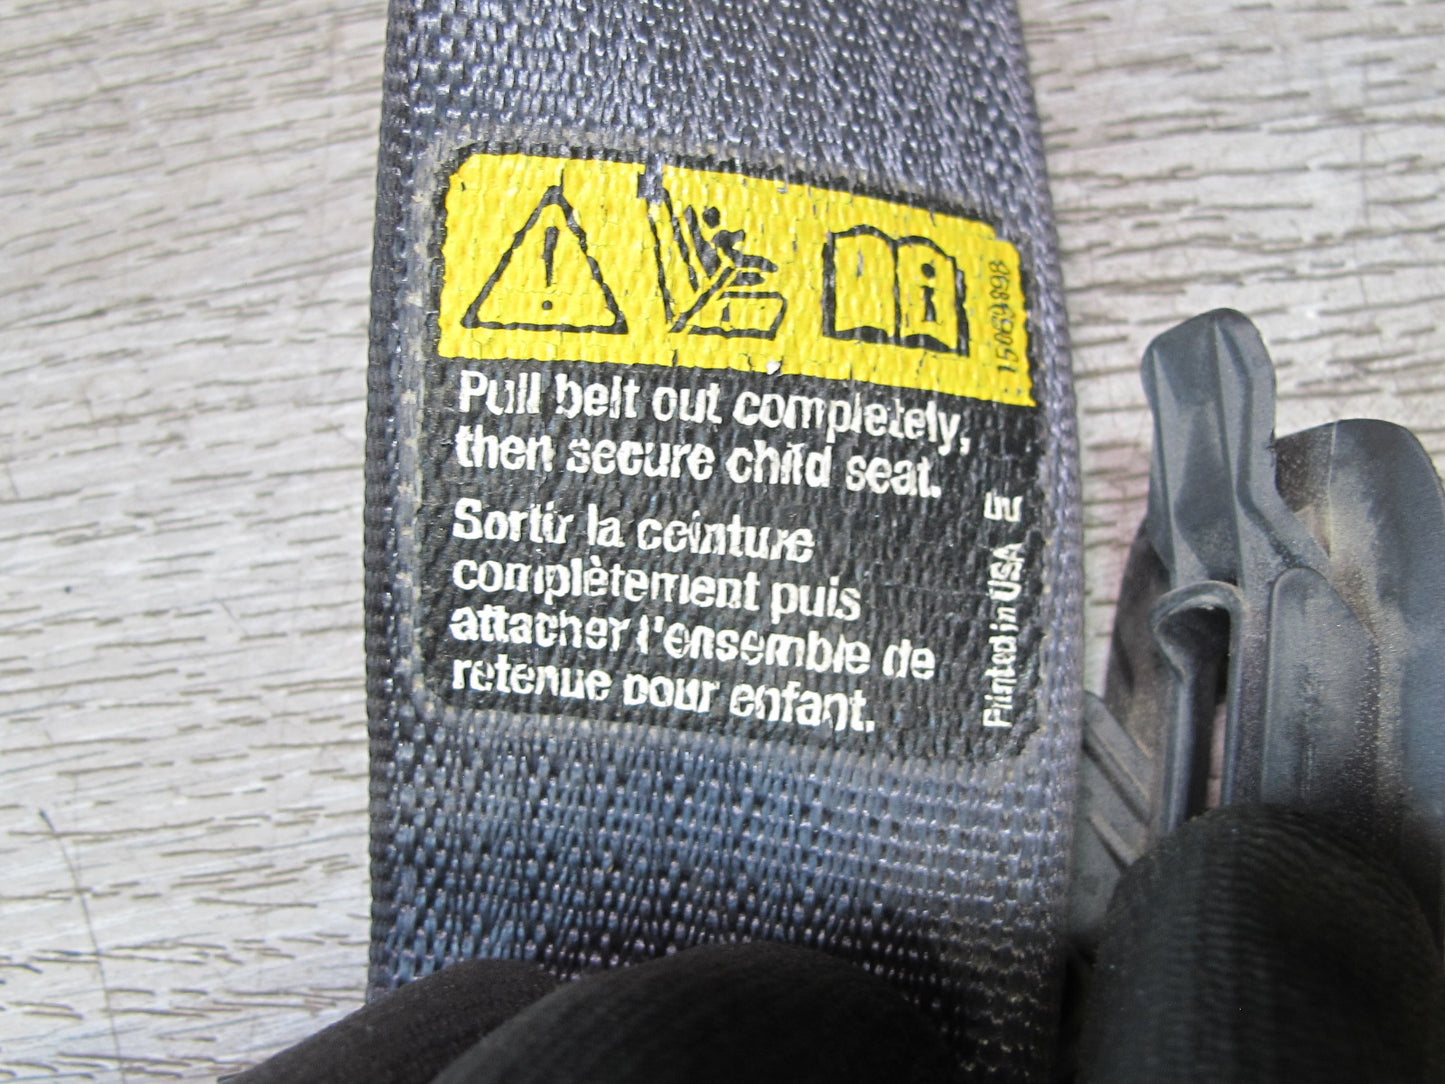 15069898
Pull belt out completely,
then secure child seat.
Sortir la ceinture
complètement puis
attacher l'ensemble de
retenue pour enfant.
Printed in USA